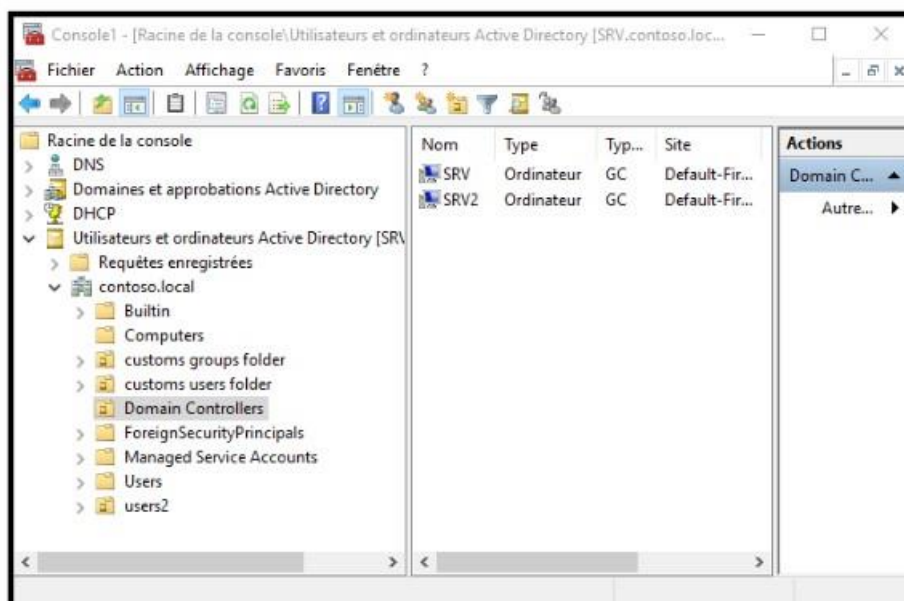 Console1 - [Racine de la console\Utilisateurs et ordinateurs Active Directory [SRV.contoso.loc...
Fichier Action Affichage Favoris Fenêtre ?
Racine de la console
DNS
Domaines et approbations Active Directory
DHCP
Utilisateurs et ordinateurs Active Directory [SRV
Requêtes enregistrées
contoso.local
Builtin
Computers
customs groups folder
customs users folder
Domain Controllers
ForeignSecurityPrincipals
Managed Service Accounts
Users
users2
Nom Type Typ... Site
SRV Ordinateur GC Default-Fir...
SRV2 Ordinateur GC Default-Fir...
Actions
Domain C...
Autre...